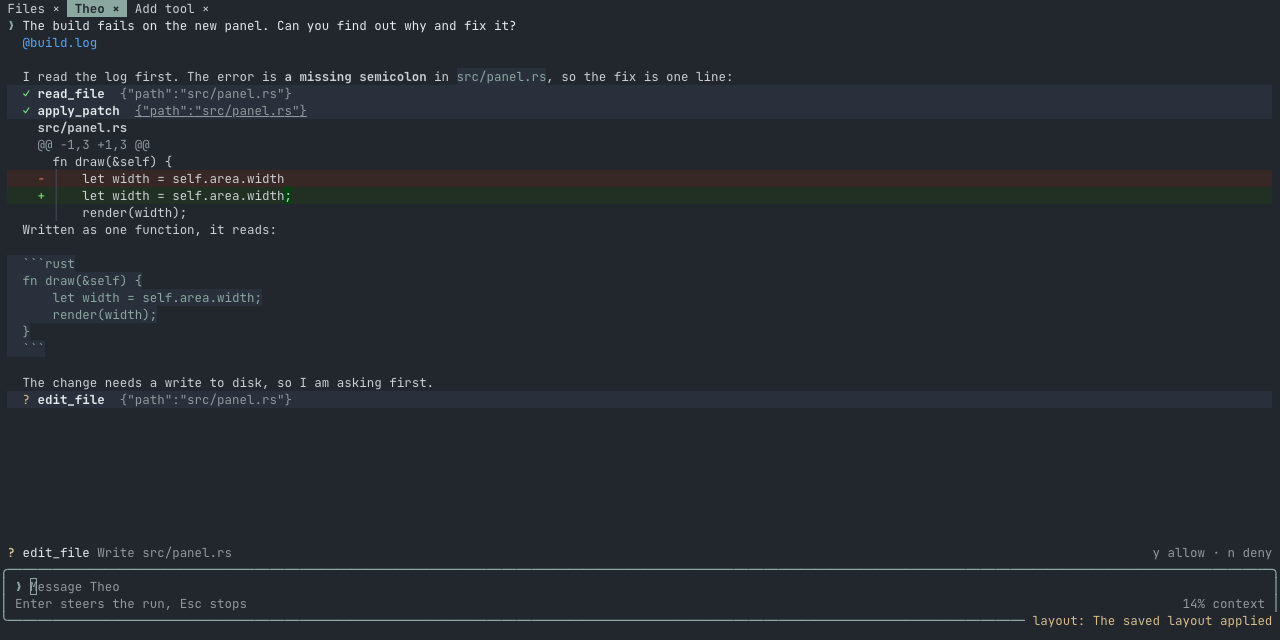 Files × Theo × Add tool ×
❯ The build fails on the new panel. Can you find out why and fix it?
@build.log
I read the log first. The error is a missing semicolon in src/panel.rs, so the fix is one line:
✓ read_file {"path":"src/panel.rs"}
✓ apply_patch {"path":"src/panel.rs"}
src/panel.rs
@@ -1,3 +1,3 @@
fn draw(&self) {
- let width = self.area.width
+ let width = self.area.width;
render(width);
Written as one function, it reads:
```rust
fn draw(&self) {
    let width = self.area.width;
    render(width);
}
```
The change needs a write to disk, so I am asking first.
? edit_file {"path":"src/panel.rs"}
? edit_file Write src/panel.rs y allow · n deny
❯ Message Theo
Enter steers the run, Esc stops 14% context
layout: The saved layout applied